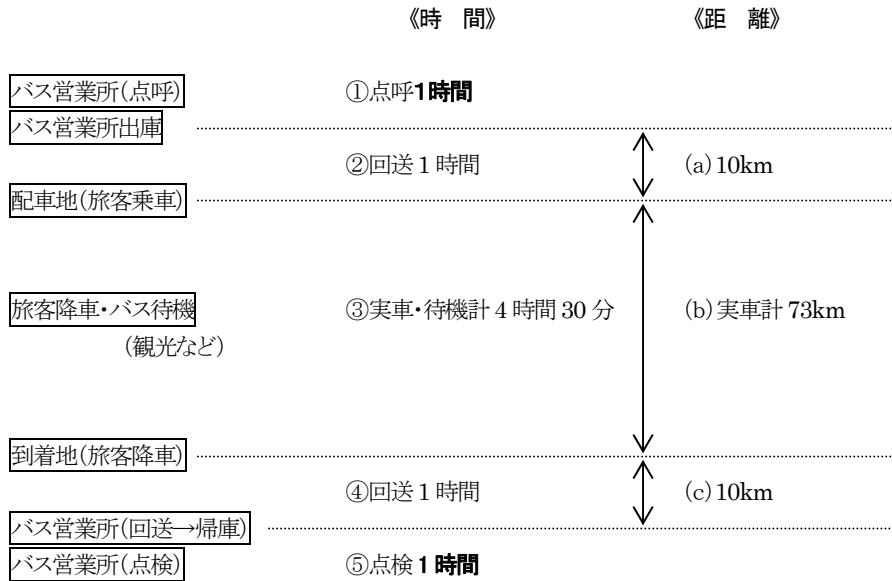 《時　間》 《距　離》
バス営業所(点呼) ①点呼1時間
バス営業所出庫
②回送1時間 (a)10km
配車地(旅客乗車)
旅客降車・バス待機 ③実車・待機計4時間30分 (b)実車計73km
(観光など)
到着地(旅客降車)
④回送1時間 (c)10km
バス営業所(回送→帰庫)
バス営業所(点検) ⑤点検1時間